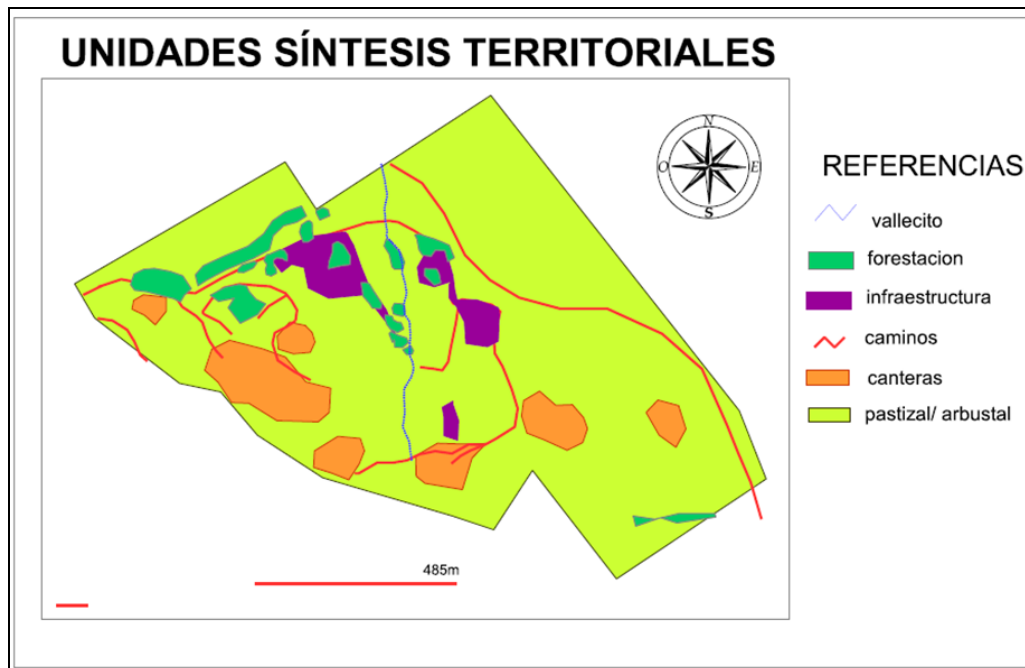 UNIDADES SÍNTESIS TERRITORIALES
N
O
E
S
REFERENCIAS
vallecito
forestacion
infraestructura
caminos
canteras
pastizal/ arbustal
485m